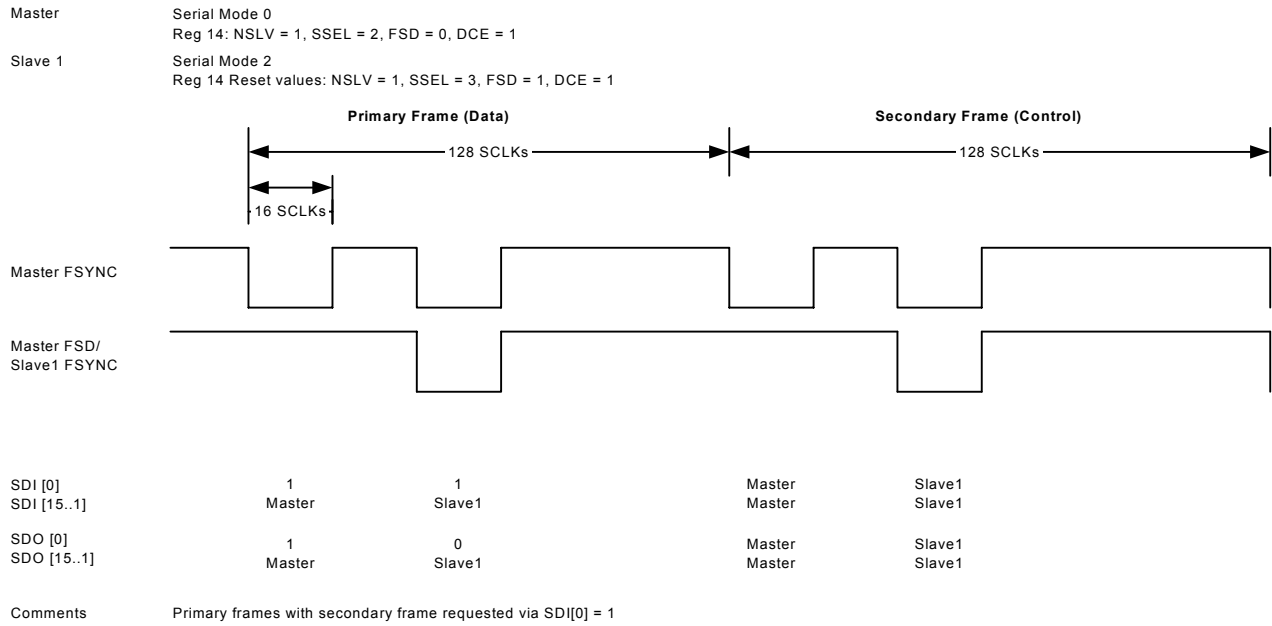 Master Serial Mode 0
Reg 14: NSLV = 1, SSEL = 2, FSD = 0, DCE = 1
Slave 1 Serial Mode 2
Reg 14 Reset values: NSLV = 1, SSEL = 3, FSD = 1, DCE = 1
Primary Frame (Data) Secondary Frame (Control)
128 SCLKs 128 SCLKs
16 SCLKs
Master FSYNC
Master FSD/
Slave1 FSYNC
SDI [0] 1 1 Master Slave1
SDI [15..1] Master Slave1 Master Slave1
SDO [0] 1 0 Master Slave1
SDO [15..1] Master Slave1 Master Slave1
Comments Primary frames with secondary frame requested via SDI[0] = 1